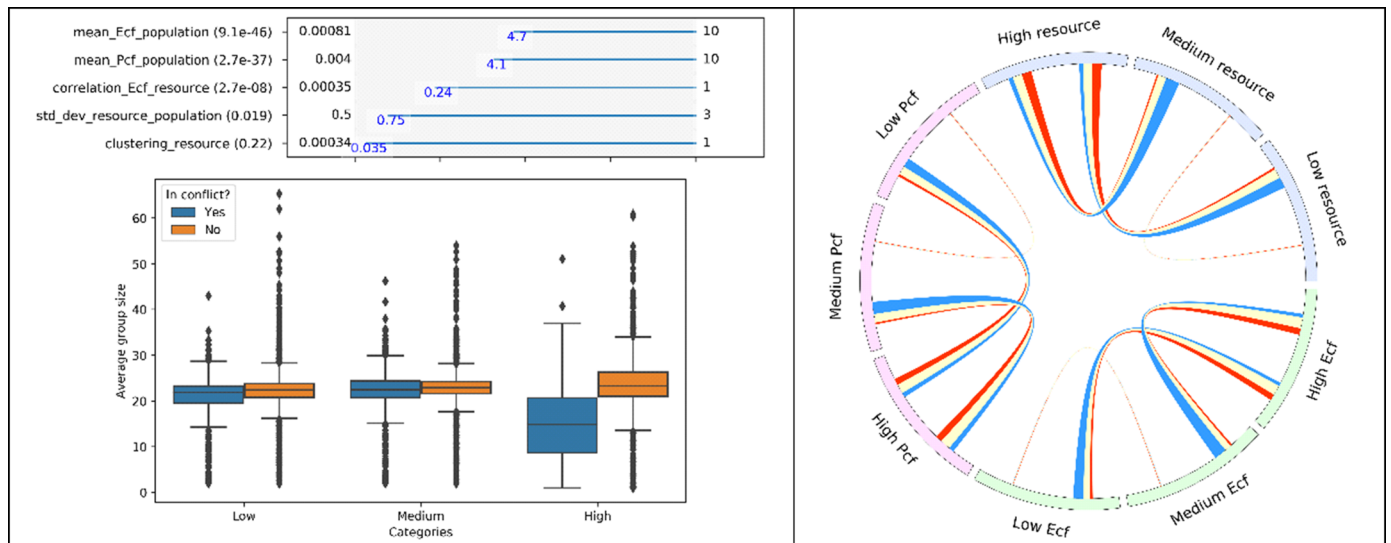 mean_Ecf_population (9.1e-46) 0.00081 4.7 10
mean_Pcf_population (2.7e-37) 0.004 4.1 10
correlation_Ecf_resource (2.7e-08) 0.00035 0.24 1
std_dev_resource_population (0.019) 0.5 0.75 3
clustering_resource (0.22) 0.00034 0.035 1
In conflict?
Yes
No
Average group size
60
50
40
30
20
10
0
Low Medium High
Categories
High resource
Medium resource
Low resource
High Ecf
Medium Ecf
Low Ecf
High Pcf
Medium Pcf
Low Pcf